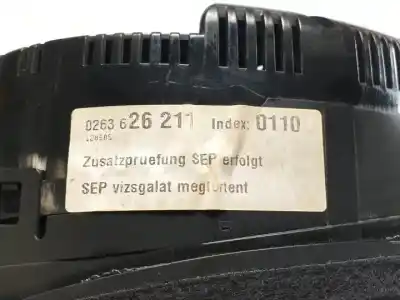 0263 626 211 Index: 0110
Zusatzpruefung SEP erfolgt
SEP vizsgalat megtortent